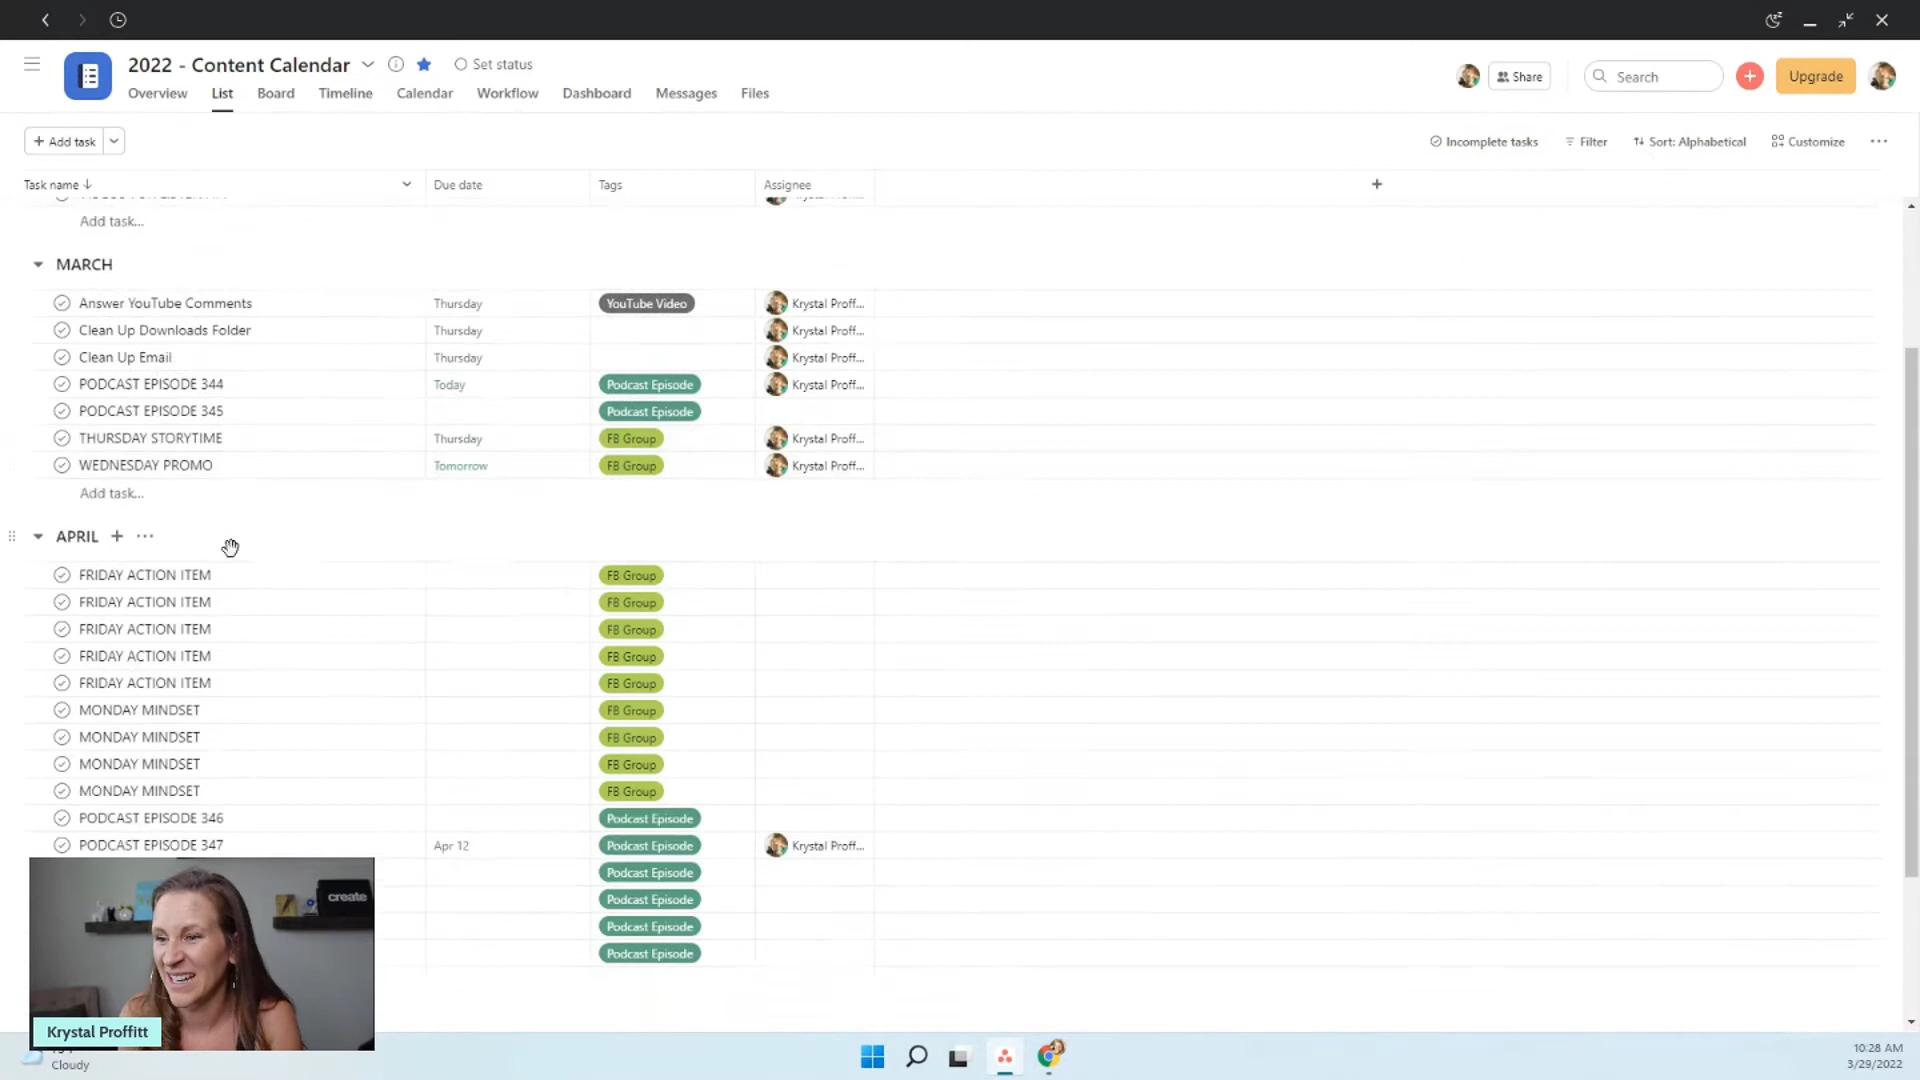 2022 - Content Calendar
Set status
Share
Search
Upgrade
Overview
List
Board
Timeline
Calendar
Workflow
Dashboard
Messages
Files
+ Add task
Incomplete tasks
Filter
Sort: Alphabetical
Customize
Task name
Due date
Tags
Assignee
Add task...
MARCH
Answer YouTube Comments Thursday YouTube Video Krystal Proff...
Clean Up Downloads Folder Thursday Krystal Proff...
Clean Up Email Thursday Krystal Proff...
PODCAST EPISODE 344 Today Podcast Episode Krystal Proff...
PODCAST EPISODE 345 Podcast Episode
THURSDAY STORYTIME Thursday FB Group Krystal Proff...
WEDNESDAY PROMO Tomorrow FB Group Krystal Proff...
Add task...
APRIL
FRIDAY ACTION ITEM FB Group
FRIDAY ACTION ITEM FB Group
FRIDAY ACTION ITEM FB Group
FRIDAY ACTION ITEM FB Group
FRIDAY ACTION ITEM FB Group
MONDAY MINDSET FB Group
MONDAY MINDSET FB Group
MONDAY MINDSET FB Group
MONDAY MINDSET FB Group
PODCAST EPISODE 346 Podcast Episode
PODCAST EPISODE 347 Apr 12 Podcast Episode Krystal Proff...
Podcast Episode
Podcast Episode
Podcast Episode
Podcast Episode
create
Krystal Proffitt
Cloudy
10:28 AM
3/29/2022